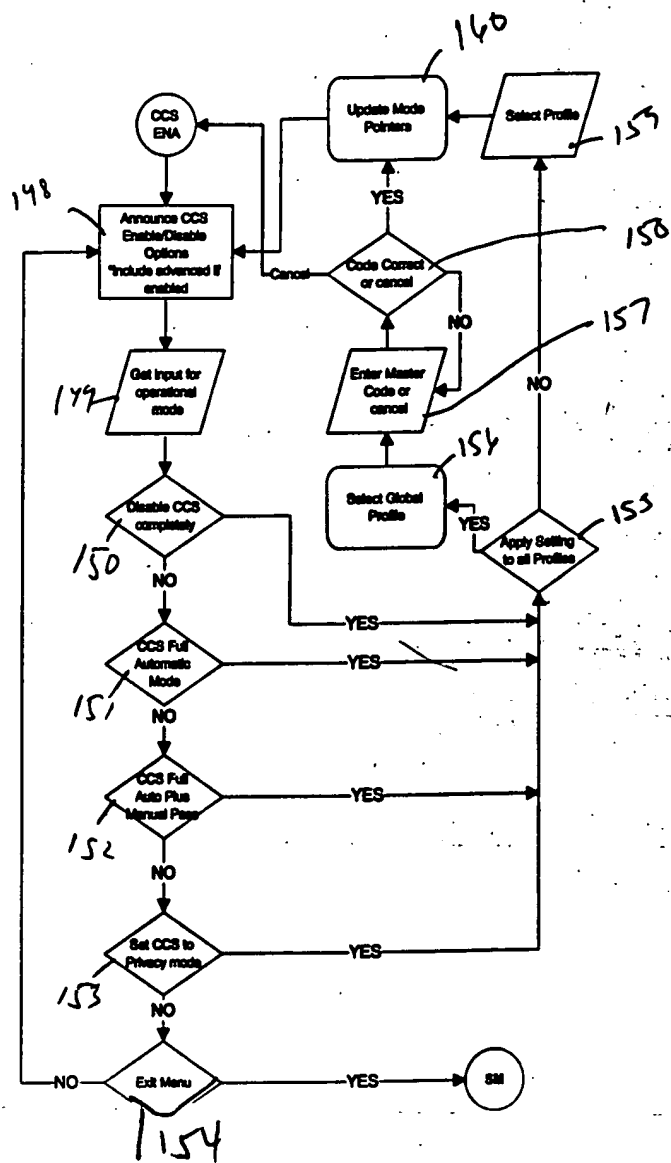 160
CCS
ENA
Update Mode
Pointers
Select Profile
159
148
Announce CCS
Enable/Disable
Options
*Include advanced if
enabled
YES
Code Correct
or cancel
Cancel
NO
Enter Master
Code or
cancel
157
Get Input for
operational
mode
149
NO
Select Global
Profile
YES
Apply Setting
to all Profiles
155
Disable CCS
completely
150
NO
YES
CCS Full
Automatic
Mode
YES
151
NO
CCS Full
Auto Plus
Manual Pass
YES
152
NO
Set CCS to
Privacy mode
YES
153
NO
NO
Exit Menu
YES
SM
154